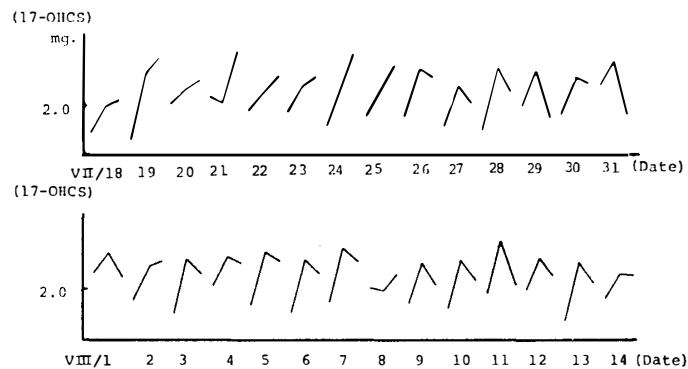 (17-OHCS)
mg.
2.0
VII/18 19 20 21 22 23 24 25 26 27 28 29 30 31 (Date)
(17-OHCS)
2.0
VIII/1 2 3 4 5 6 7 8 9 10 11 12 13 14 (Date)